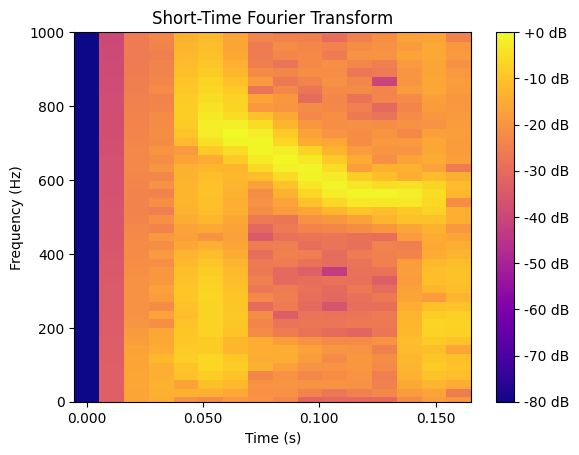 Short-Time Fourier Transform
1000
800
600
400
200
0
Frequency (Hz)
0.000
0.050
0.100
0.150
Time (s)
+0 dB
-10 dB
-20 dB
-30 dB
-40 dB
-50 dB
-60 dB
-70 dB
-80 dB